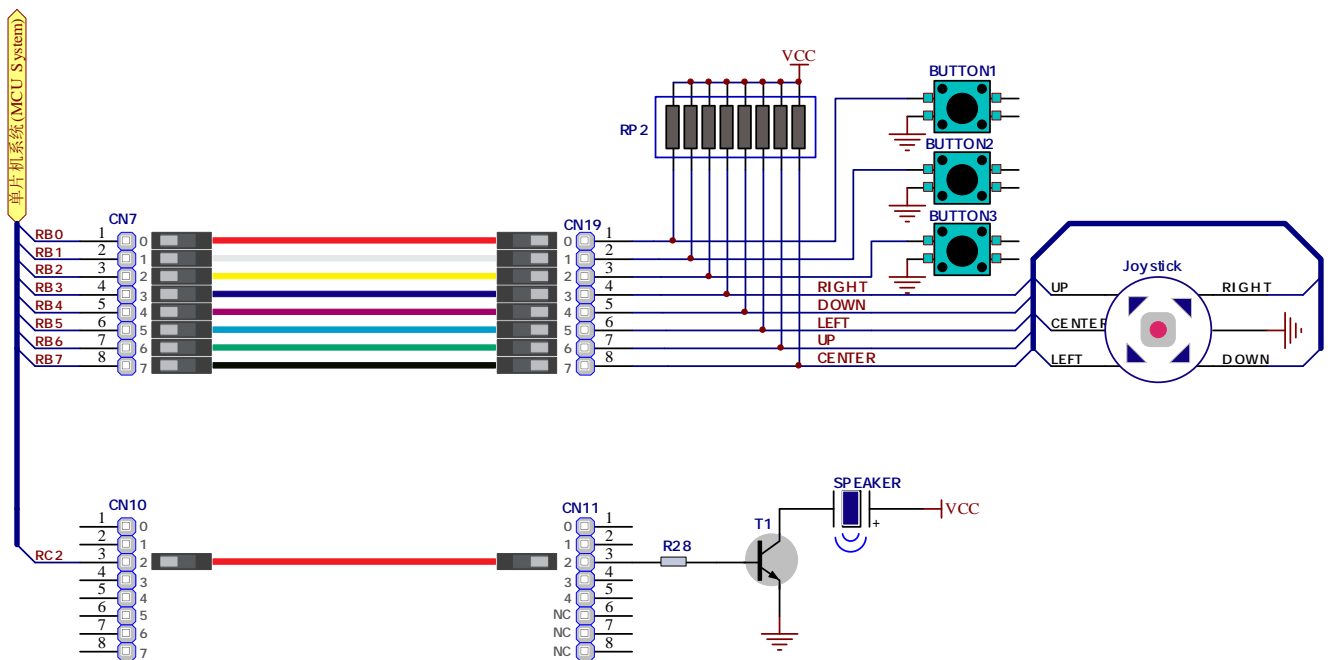 单片机系统(MCU System)
VCC
RP2
BUTTON1
BUTTON2
BUTTON3
CN7
CN19
RB0 1 0 0 1
RB1 2 1 1 2
RB2 3 2 2 3
RB3 4 3 3 4 RIGHT
RB4 5 4 4 5 DOWN
RB5 6 5 5 6 LEFT
RB6 7 6 6 7 UP
RB7 8 7 7 8 CENTER
Joystick
UP RIGHT
CENTER
LEFT DOWN
CN10
CN11
1 0 0 1
2 1 1 2
RC2 3 2 2 3
4 3 3 4
5 4 4 5
6 5 NC 6
7 6 NC 7
8 7 NC 8
R28
T1
SPEAKER
+
VCC